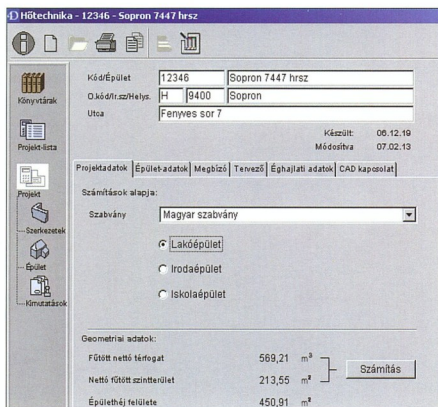 Hőtechnika - 12346 - Sopron 7447 hrsz
Kód/Épület 12346 Sopron 7447 hrsz
O.kód/Ir.sz/Helys. H 9400 Sopron
Utca Fenyves sor 7
Készült: 06.12.19
Módosítva 07.02.13
Könyvtárak
Projekt-lista
Projekt
Szerkezetek
Épület
Kimutatások
Projektadatok Épület-adatok Megbízó Tervező Éghajlati adatok CAD kapcsolat
Számítások alapja:
Szabvány Magyar szabvány
Lakóépület
Irodaépület
Iskolaépület
Geometriai adatok:
Fűtött nettó térfogat 569,21 m³
Számítás
Nettó fűtött szintterület 213,55 m²
Épülethéj felülete 450,91 m²